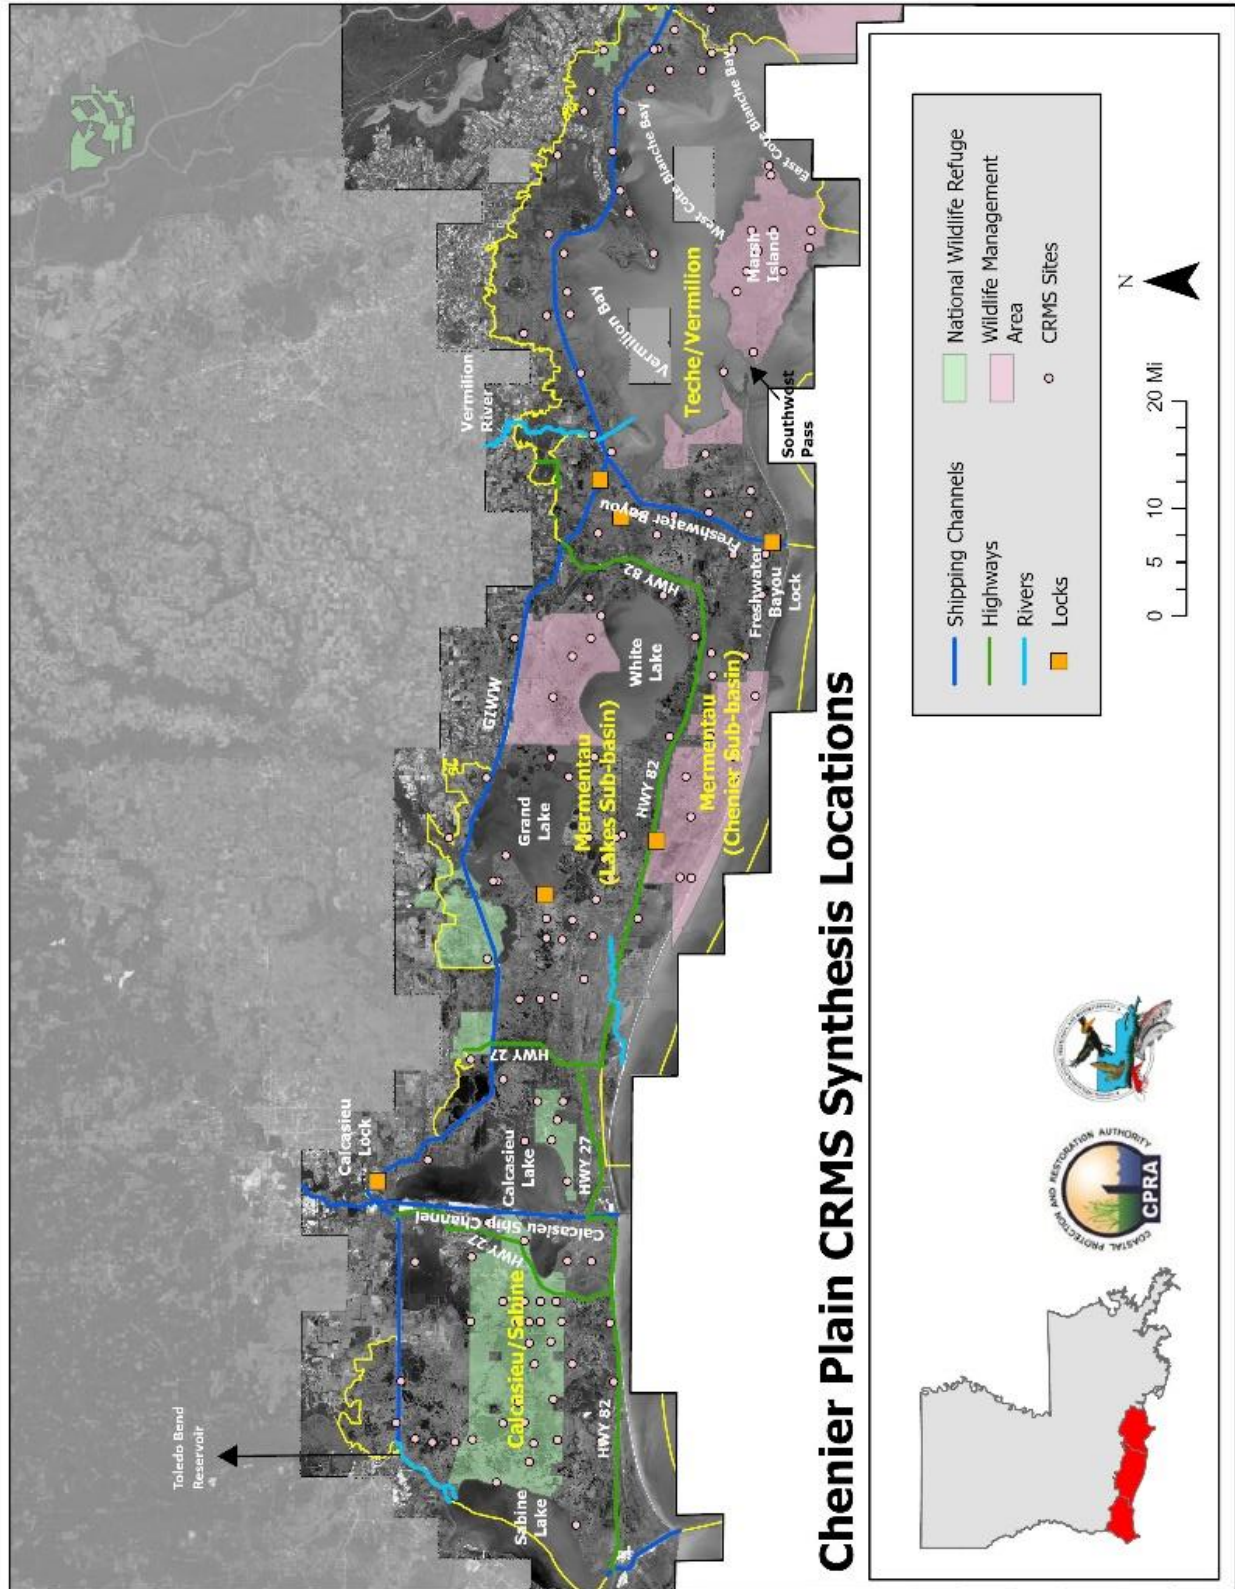 Toledo Bend
Reservoir
Calcasieu
Lock
Vermilion
River
GIWW
Sabine
Lake
Calcasieu/Sabine
HWY 27
Calcasieu Ship Channel
Calcasieu
Lake
HWY 27
HWY 27
HWY 82
Grand
Lake
Mermentau
(Lakes Sub-basin)
White
Lake
HWY 82
HWY 82
Mermentau
(Chenier Sub-basin)
Freshwater Bayou
Freshwater
Bayou
Lock
Vermilion Bay
Teche/Vermilion
West Cote Blanche Bay
East Cote Blanche Bay
Marsh
Island
Southwest
Pass
Chenier Plain CRMS Synthesis Locations
COASTAL PROTECTION AND RESTORATION AUTHORITY
CPRA
Shipping Channels
Highways
Rivers
Locks
National Wildlife Refuge
Wildlife Management
Area
CRMS Sites
0 5 10 20 Mi
N